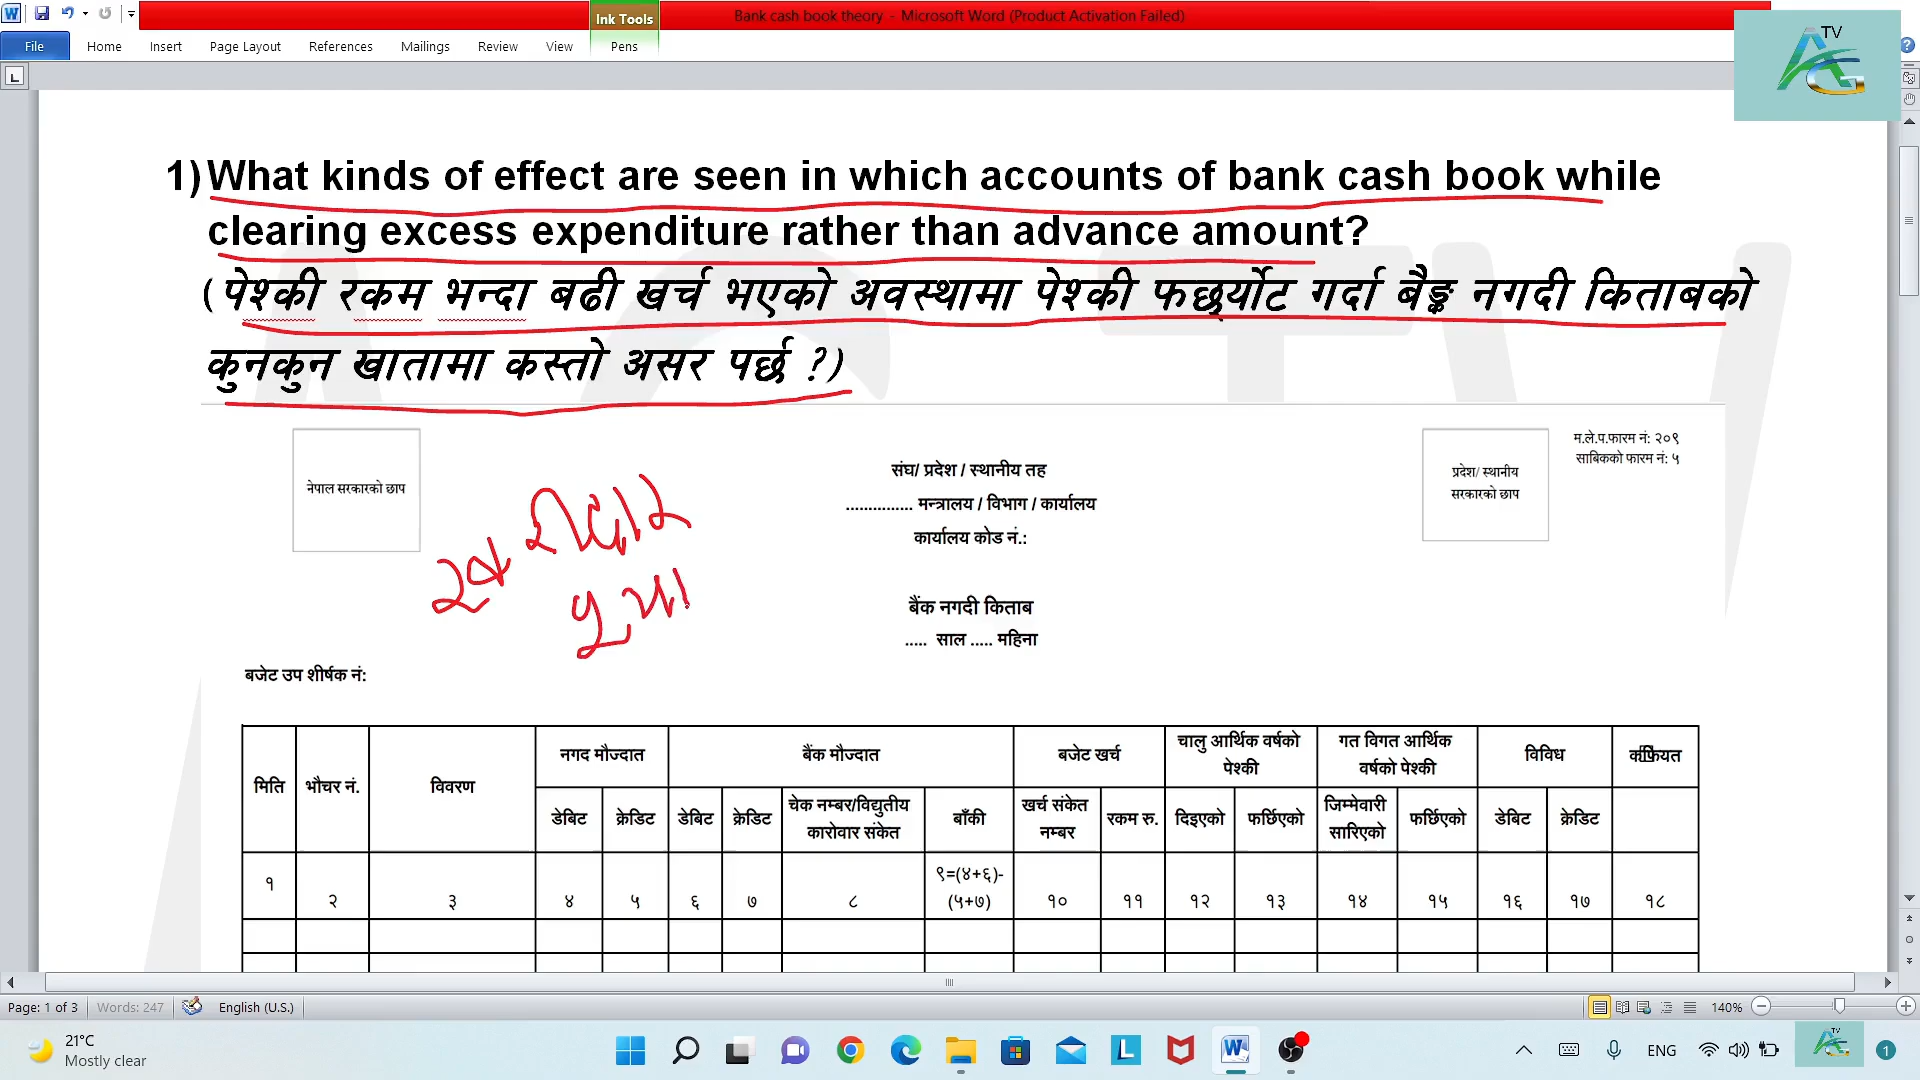 Bank cash book theory - Microsoft Word (Product Activation Failed)
Ink Tools
File Home Insert Page Layout References Mailings Review View Pens
TV
1) What kinds of effect are seen in which accounts of bank cash book while
clearing excess expenditure rather than advance amount?
(पेश्की रकम भन्दा बढी खर्च भएको अवस्थामा पेश्की फर्छ्यौट गर्दा बैङ्क नगदी किताबको
कुनकुन खातामा कस्तो असर पर्छ ?)
नेपाल सरकारको छाप
संघ/ प्रदेश / स्थानीय तह
............... मन्त्रालय / विभाग / कार्यालय
कार्यालय कोड नं.:
प्रदेश/ स्थानीय
सरकारको छाप
म.ले.प.फारम नं: २०९
साबिकको फारम नं: ५
बैंक नगदी किताब
..... साल ..... महिना
बजेट उप शीर्षक नं:
मिति भौचर नं. विवरण नगद मौज्दात बैंक मौज्दात बजेट खर्च चालु आर्थिक वर्षको पेश्की गत विगत आर्थिक वर्षको पेश्की विविध
डेबिट क्रेडिट डेबिट क्रेडिट चेक नम्बर/विद्युतीय कारोवार संकेत बाँकी खर्च संकेत नम्बर रकम रु. दिइएको फर्छिएको जिम्मेवारी सारिएको फर्छिएको डेबिट क्रेडिट
१ २ ३ ४ ५ ६ ७ ८ ९=(४+६)-(५+७) १० ११ १२ १३ १४ १५ १६ १७ १८
Page: 1 of 3 Words: 247 English (U.S.) 140%
21°C
Mostly clear
ENG
1